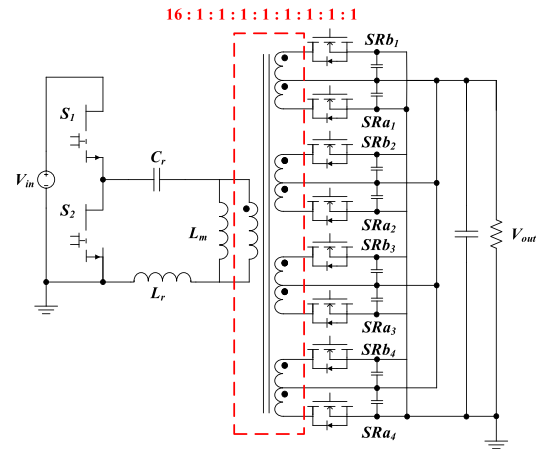 16 : 1 : 1 : 1 : 1 : 1 : 1 : 1 : 1
SRb1
S1
SRa1
Cr
SRb2
Vin
S2
SRa2
Lm
Vout
SRb3
Lr
SRa3
SRb4
SRa4